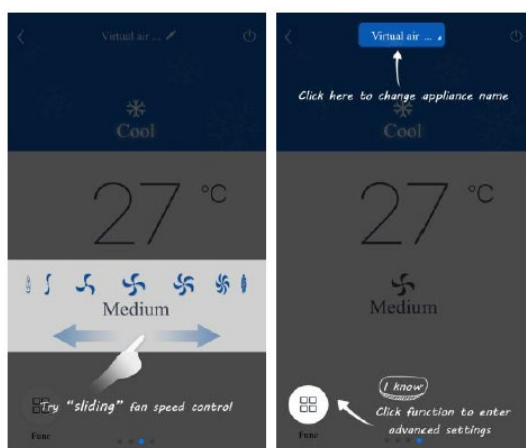 Virtual air ...
Cool
27 °C
Medium
Try “sliding” fan speed control
Func
Virtual air ...
Click here to change appliance name
Cool
27 °C
Medium
I know
Click function to enter
advanced settings